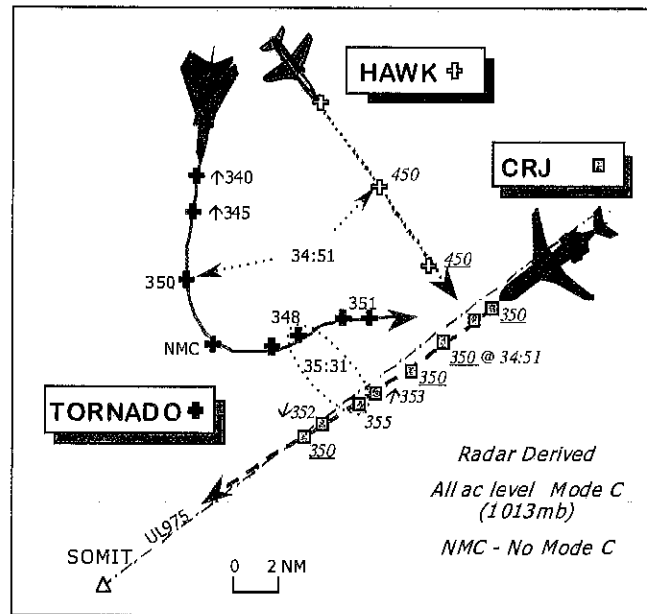 HAWK
CRJ
450
↑340
↑345
34:51
450
350
350
348
351
NMC
350 @ 34:51
35:31
350
TORNADO
↓352
↑353
355
350
Radar Derived
All ac level Mode C
(1013mb)
NMC - No Mode C
UL975
SOMIT
0 2 NM